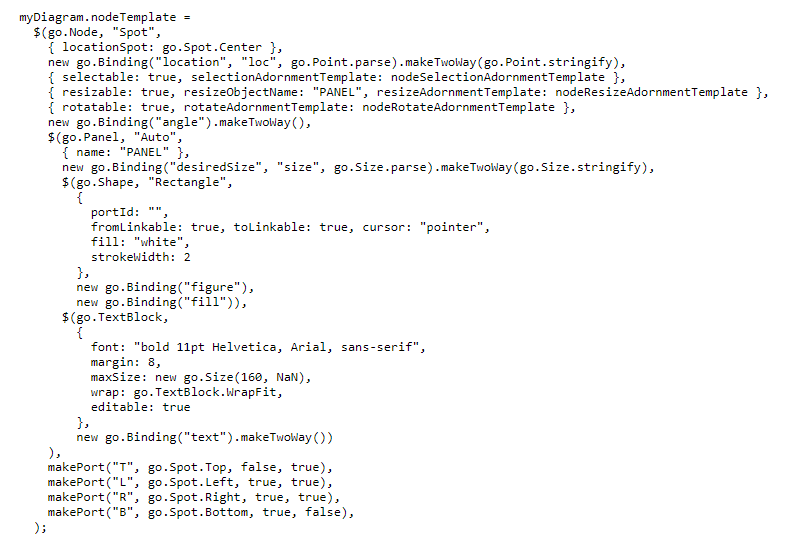 myDiagram.nodeTemplate =
  $(go.Node, "Spot",
    { locationSpot: go.Spot.Center },
    new go.Binding("location", "loc", go.Point.parse).makeTwoWay(go.Point.stringify),
    { selectable: true, selectionAdornmentTemplate: nodeSelectionAdornmentTemplate },
    { resizable: true, resizeObjectName: "PANEL", resizeAdornmentTemplate: nodeResizeAdornmentTemplate },
    { rotatable: true, rotateAdornmentTemplate: nodeRotateAdornmentTemplate },
    new go.Binding("angle").makeTwoWay(),
    $(go.Panel, "Auto",
      { name: "PANEL" },
      new go.Binding("desiredSize", "size", go.Size.parse).makeTwoWay(go.Size.stringify),
      $(go.Shape, "Rectangle",
        {
          portId: "",
          fromLinkable: true, toLinkable: true, cursor: "pointer",
          fill: "white",
          strokeWidth: 2
        },
        new go.Binding("figure"),
        new go.Binding("fill")),
      $(go.TextBlock,
        {
          font: "bold 11pt Helvetica, Arial, sans-serif",
          margin: 8,
          maxSize: new go.Size(160, NaN),
          wrap: go.TextBlock.WrapFit,
          editable: true
        },
        new go.Binding("text").makeTwoWay())
    ),
    makePort("T", go.Spot.Top, false, true),
    makePort("L", go.Spot.Left, true, true),
    makePort("R", go.Spot.Right, true, true),
    makePort("B", go.Spot.Bottom, true, false),
  );